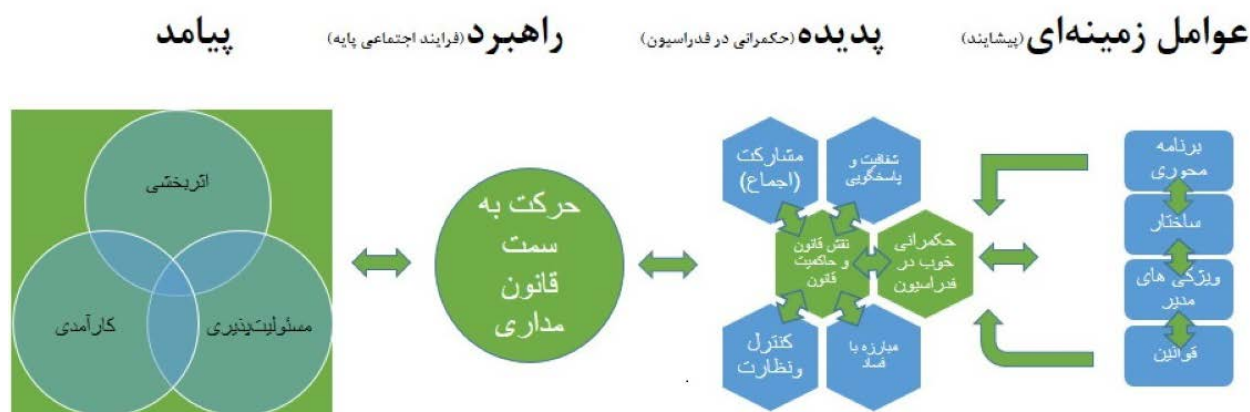 عوامل زمینه‌ای (پیشایند)
پدیده (حکمرانی در فدراسیون)
راهبرد (فرایند اجتماعی پایه)
پیامد
برنامه
محوری
ساختار
ویژگی های
مدیر
قوانین
شفافیت و
پاسخگویی
مشارکت
(اجماع)
حکمرانی
خوب در
فدراسیون
نقش قانون
و حاکمیت
قانون
مبارزه با
فساد
کنترل
ونظارت
حرکت به
سمت
قانون
مداری
اثربخشی
مسئولیت‌پذیری
کارآمدی